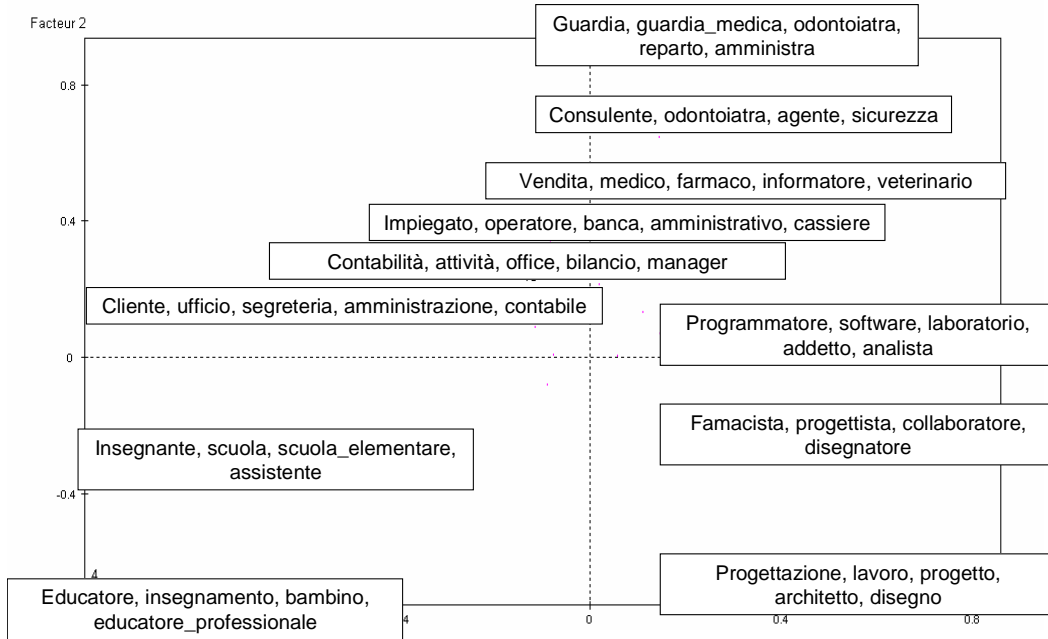 Facteur 2
Guardia, guardia_medica, odontoiatra,
reparto, amministra
0.8
Consulente, odontoiatra, agente, sicurezza
Vendita, medico, farmaco, informatore, veterinario
0.4
Impiegato, operatore, banca, amministrativo, cassiere
Contabilità, attività, office, bilancio, manager
Cliente, ufficio, segreteria, amministrazione, contabile
Programmatore, software, laboratorio,
addetto, analista
0
Famacista, progettista, collaboratore,
disegnatore
Insegnante, scuola, scuola_elementare,
assistente
-0.4
Progettazione, lavoro, progetto,
architetto, disegno
4
Educatore, insegnamento, bambino,
educatore_professionale
4
0
0.4
0.8